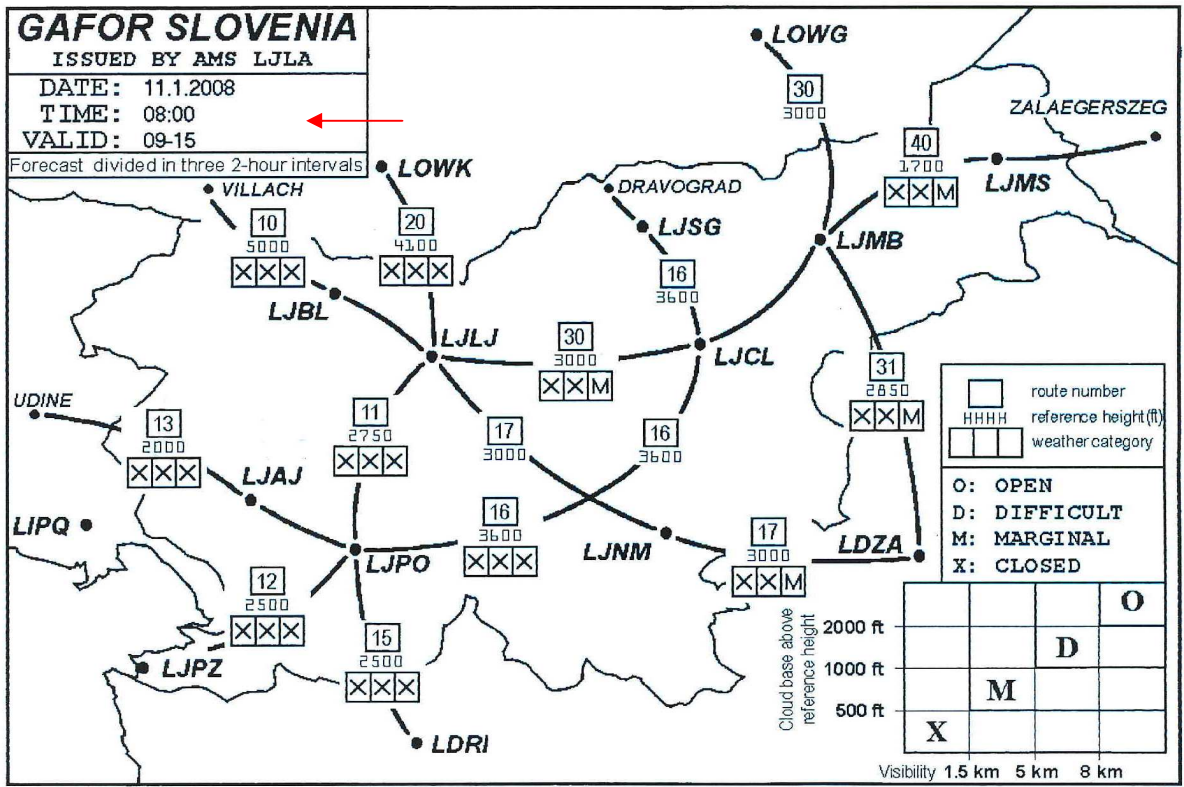 GAFOR SLOVENIA
ISSUED BY AMS LJLA
DATE: 11.1.2008
TIME: 08:00
VALID: 09-15
Forecast divided in three 2-hour intervals
LOWG
30
3000
ZALAEGERSZEG
40
1700
X X M
LJMS
LOWK
VILLACH
DRAVOGRAD
10
5000
X X X
20
4100
X X X
LJSG
LJMB
16
3600
LJBL
LJLJ
30
3000
X X M
LJCL
31
2850
X X M
UDINE
13
2000
X X X
11
2750
X X X
17
3000
16
3600
LJAJ
LIPQ
16
3600
X X X
LJPO
LJNM
17
3000
X X M
LDZA
12
2500
X X X
LJPZ
15
2500
X X X
LDRI
route number
HHHH reference height(ft)
weather category
O: OPEN
D: DIFFICULT
M: MARGINAL
X: CLOSED
Cloud base above
reference height
O
2000 ft
D
1000 ft
M
500 ft
X
Visibility 1.5 km 5 km 8 km